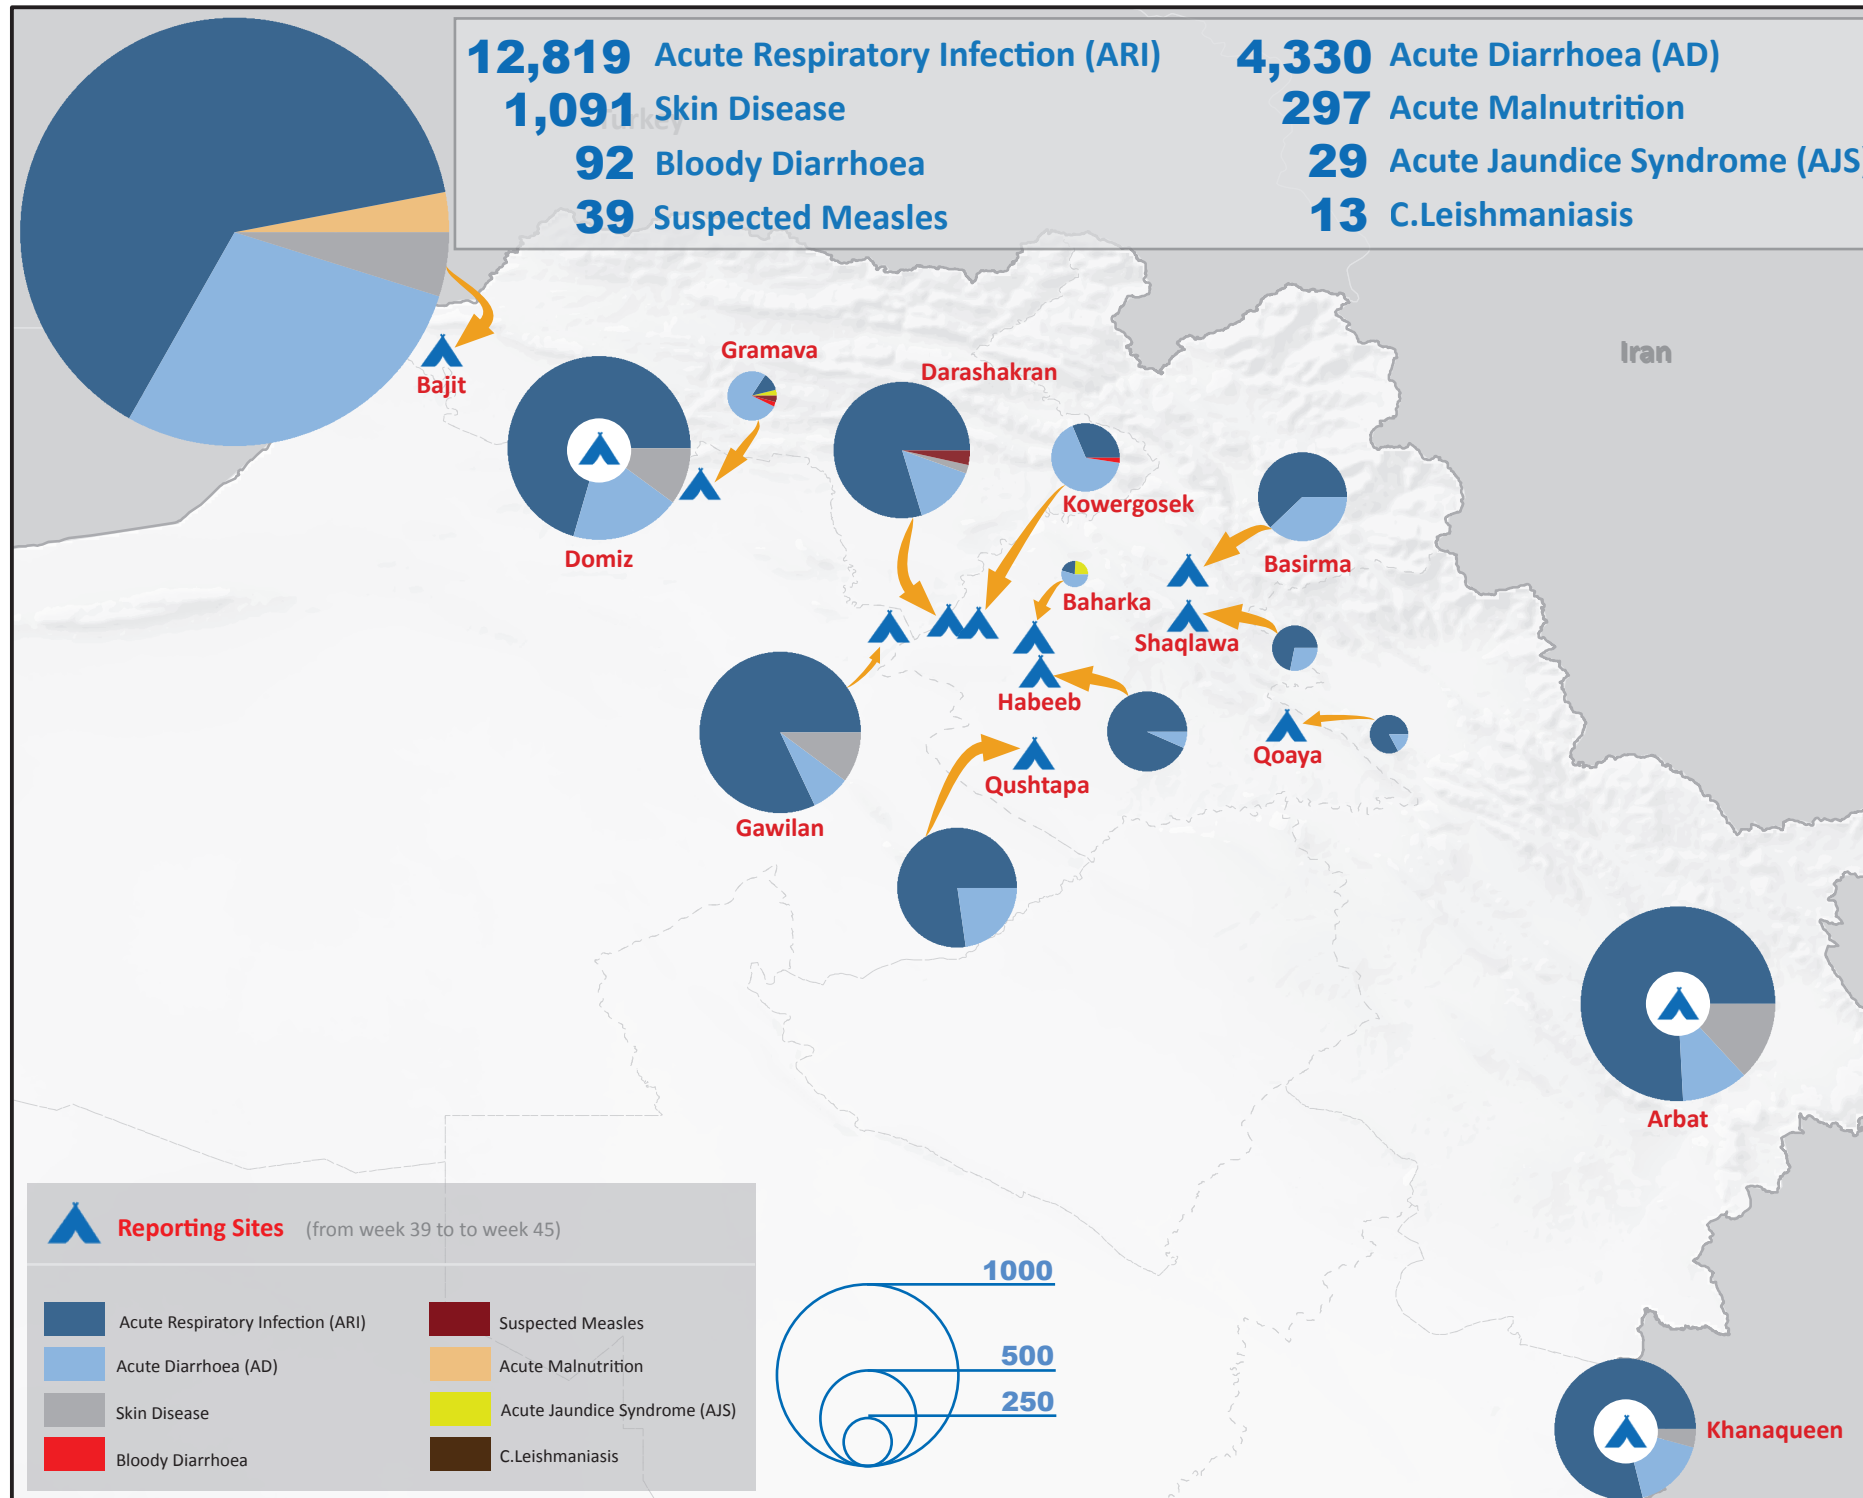 12,819 Acute Respiratory Infection (ARI)
1,091 Skin Disease
92 Bloody Diarrhoea
39 Suspected Measles
4,330 Acute Diarrhoea (AD)
297 Acute Malnutrition
29 Acute Jaundice Syndrome (AJS)
13 C.Leishmaniasis
Turkey
Iran
Bajit
Gramava
Darashakran
Kowergosek
Domiz
Basirma
Baharka
Shaqlawa
Habeeb
Qoaya
Qushtapa
Gawilan
Arbat
Khanaqueen
Reporting Sites (from week 39 to to week 45)
Acute Respiratory Infection (ARI)
Acute Diarrhoea (AD)
Skin Disease
Bloody Diarrhoea
Suspected Measles
Acute Malnutrition
Acute Jaundice Syndrome (AJS)
C.Leishmaniasis
1000
500
250